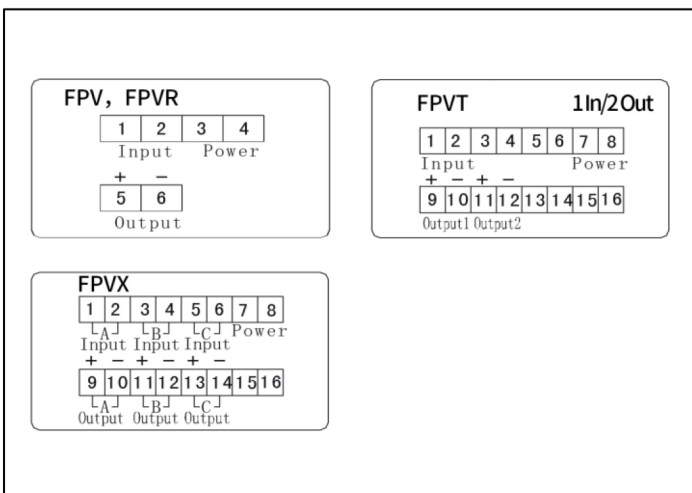 FPV, FPVR
1 2 3 4
Input Power
+ −
5 6
Output
FPVT 1In/2Out
1 2 3 4 5 6 7 8
Input Power
+ − + −
9 10 11 12 13 14 15 16
Output1 Output2
FPVX
1 2 3 4 5 6 7 8
A B C Power
Input Input Input
+ − + − + −
9 10 11 12 13 14 15 16
A B C
Output Output Output